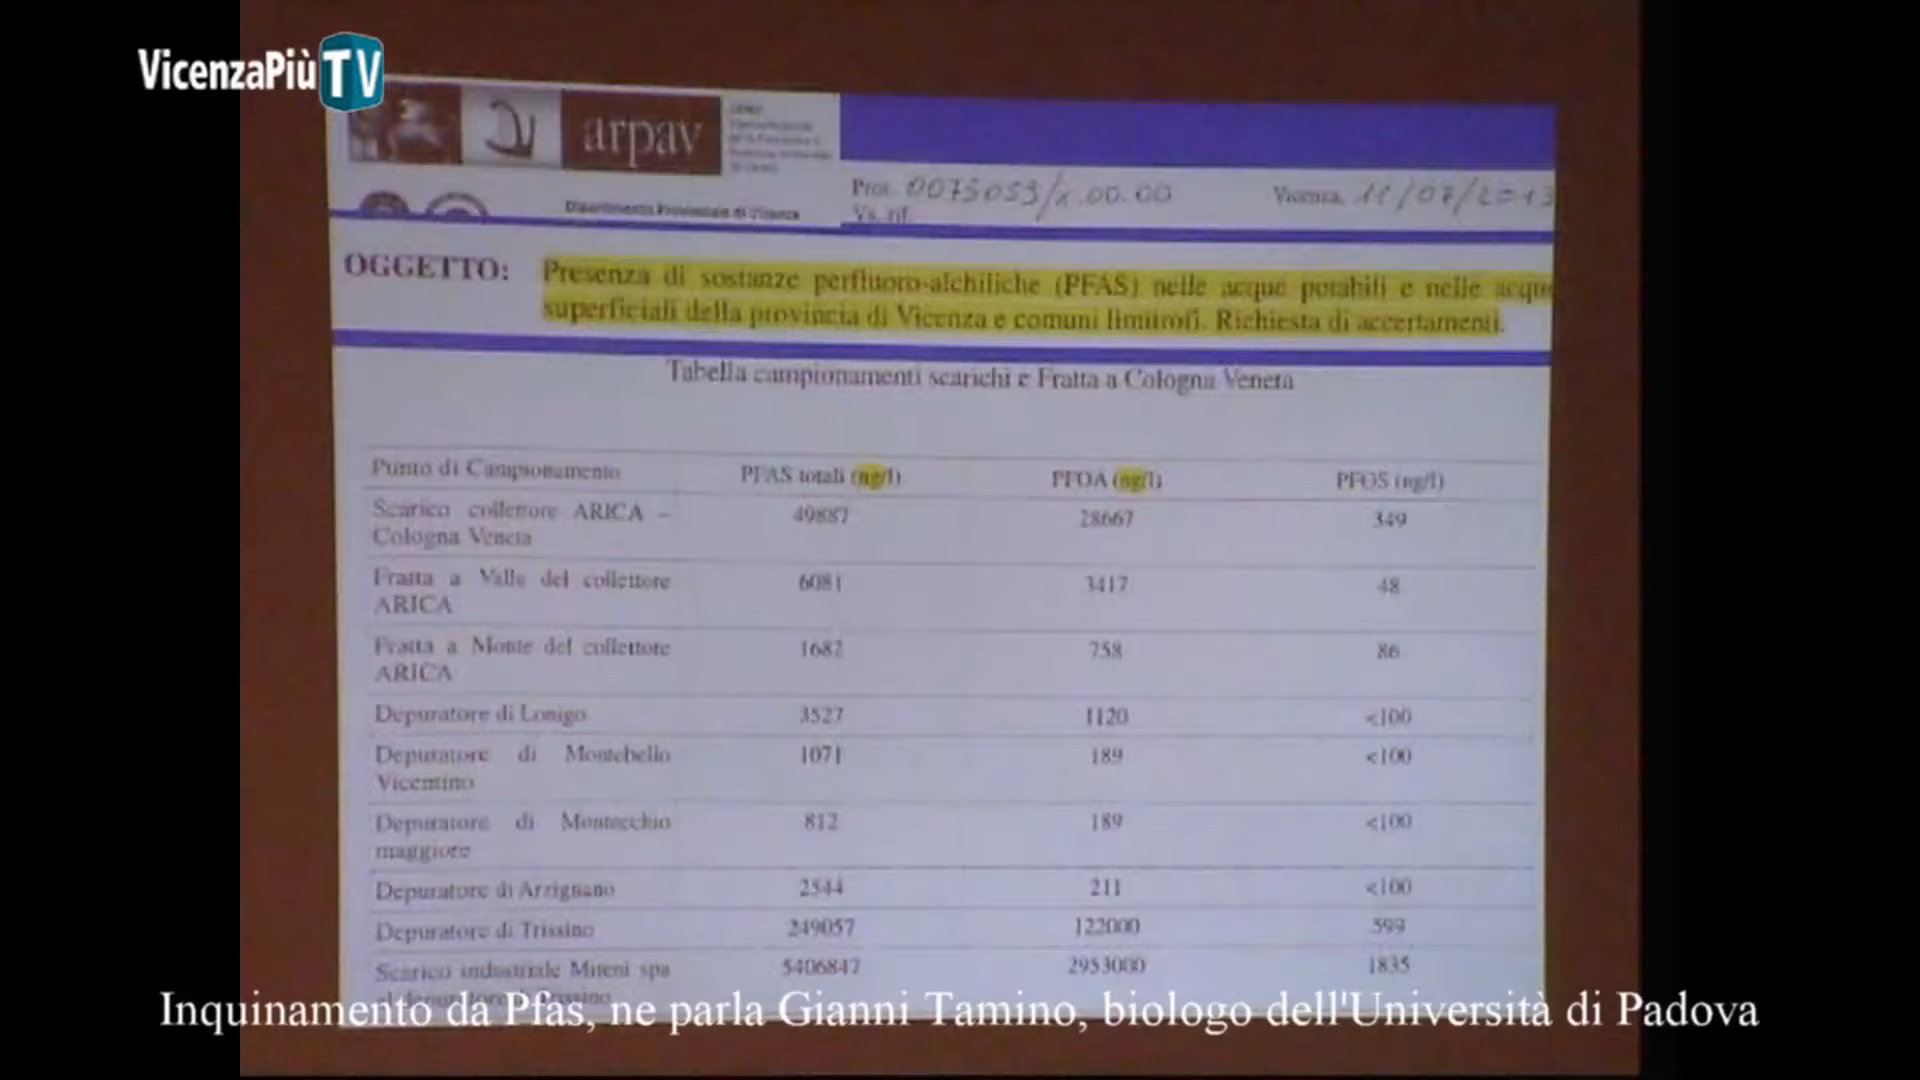 VicenzaPiù TV
arpav
Dipartimento Provinciale di Vicenza
Prot. 0075053/x.00.00
Vicenza, 11/07/2013
Vs. rif.
OGGETTO: Presenza di sostanze perfluoro-alchiliche (PFAS) nelle acque potabili e nelle acque
superficiali della provincia di Vicenza e comuni limitrofi. Richiesta di accertamenti.
Tabella campionamenti scarichi e Fratta a Cologna Veneta
Punto di Campionamento PFAS totali (ng/l) PFOA (ng/l) PFOS (ng/l)
Scarico collettore ARICA – 49887 28667 349
Cologna Veneta
Fratta a Valle del collettore 6081 3417 48
ARICA
Fratta a Monte del collettore 1682 758 86
ARICA
Depuratore di Lonigo 3527 1120 <100
Depuratore di Montebello 1071 189 <100
Vicentino
Depuratore di Montecchio 812 189 <100
maggiore
Depuratore di Arzignano 2544 211 <100
Depuratore di Trissino 249057 122000 599
Scarico industriale Miteni spa 5406847 2953000 1835
al depuratore di Trissino
Inquinamento da Pfas, ne parla Gianni Tamino, biologo dell'Università di Padova